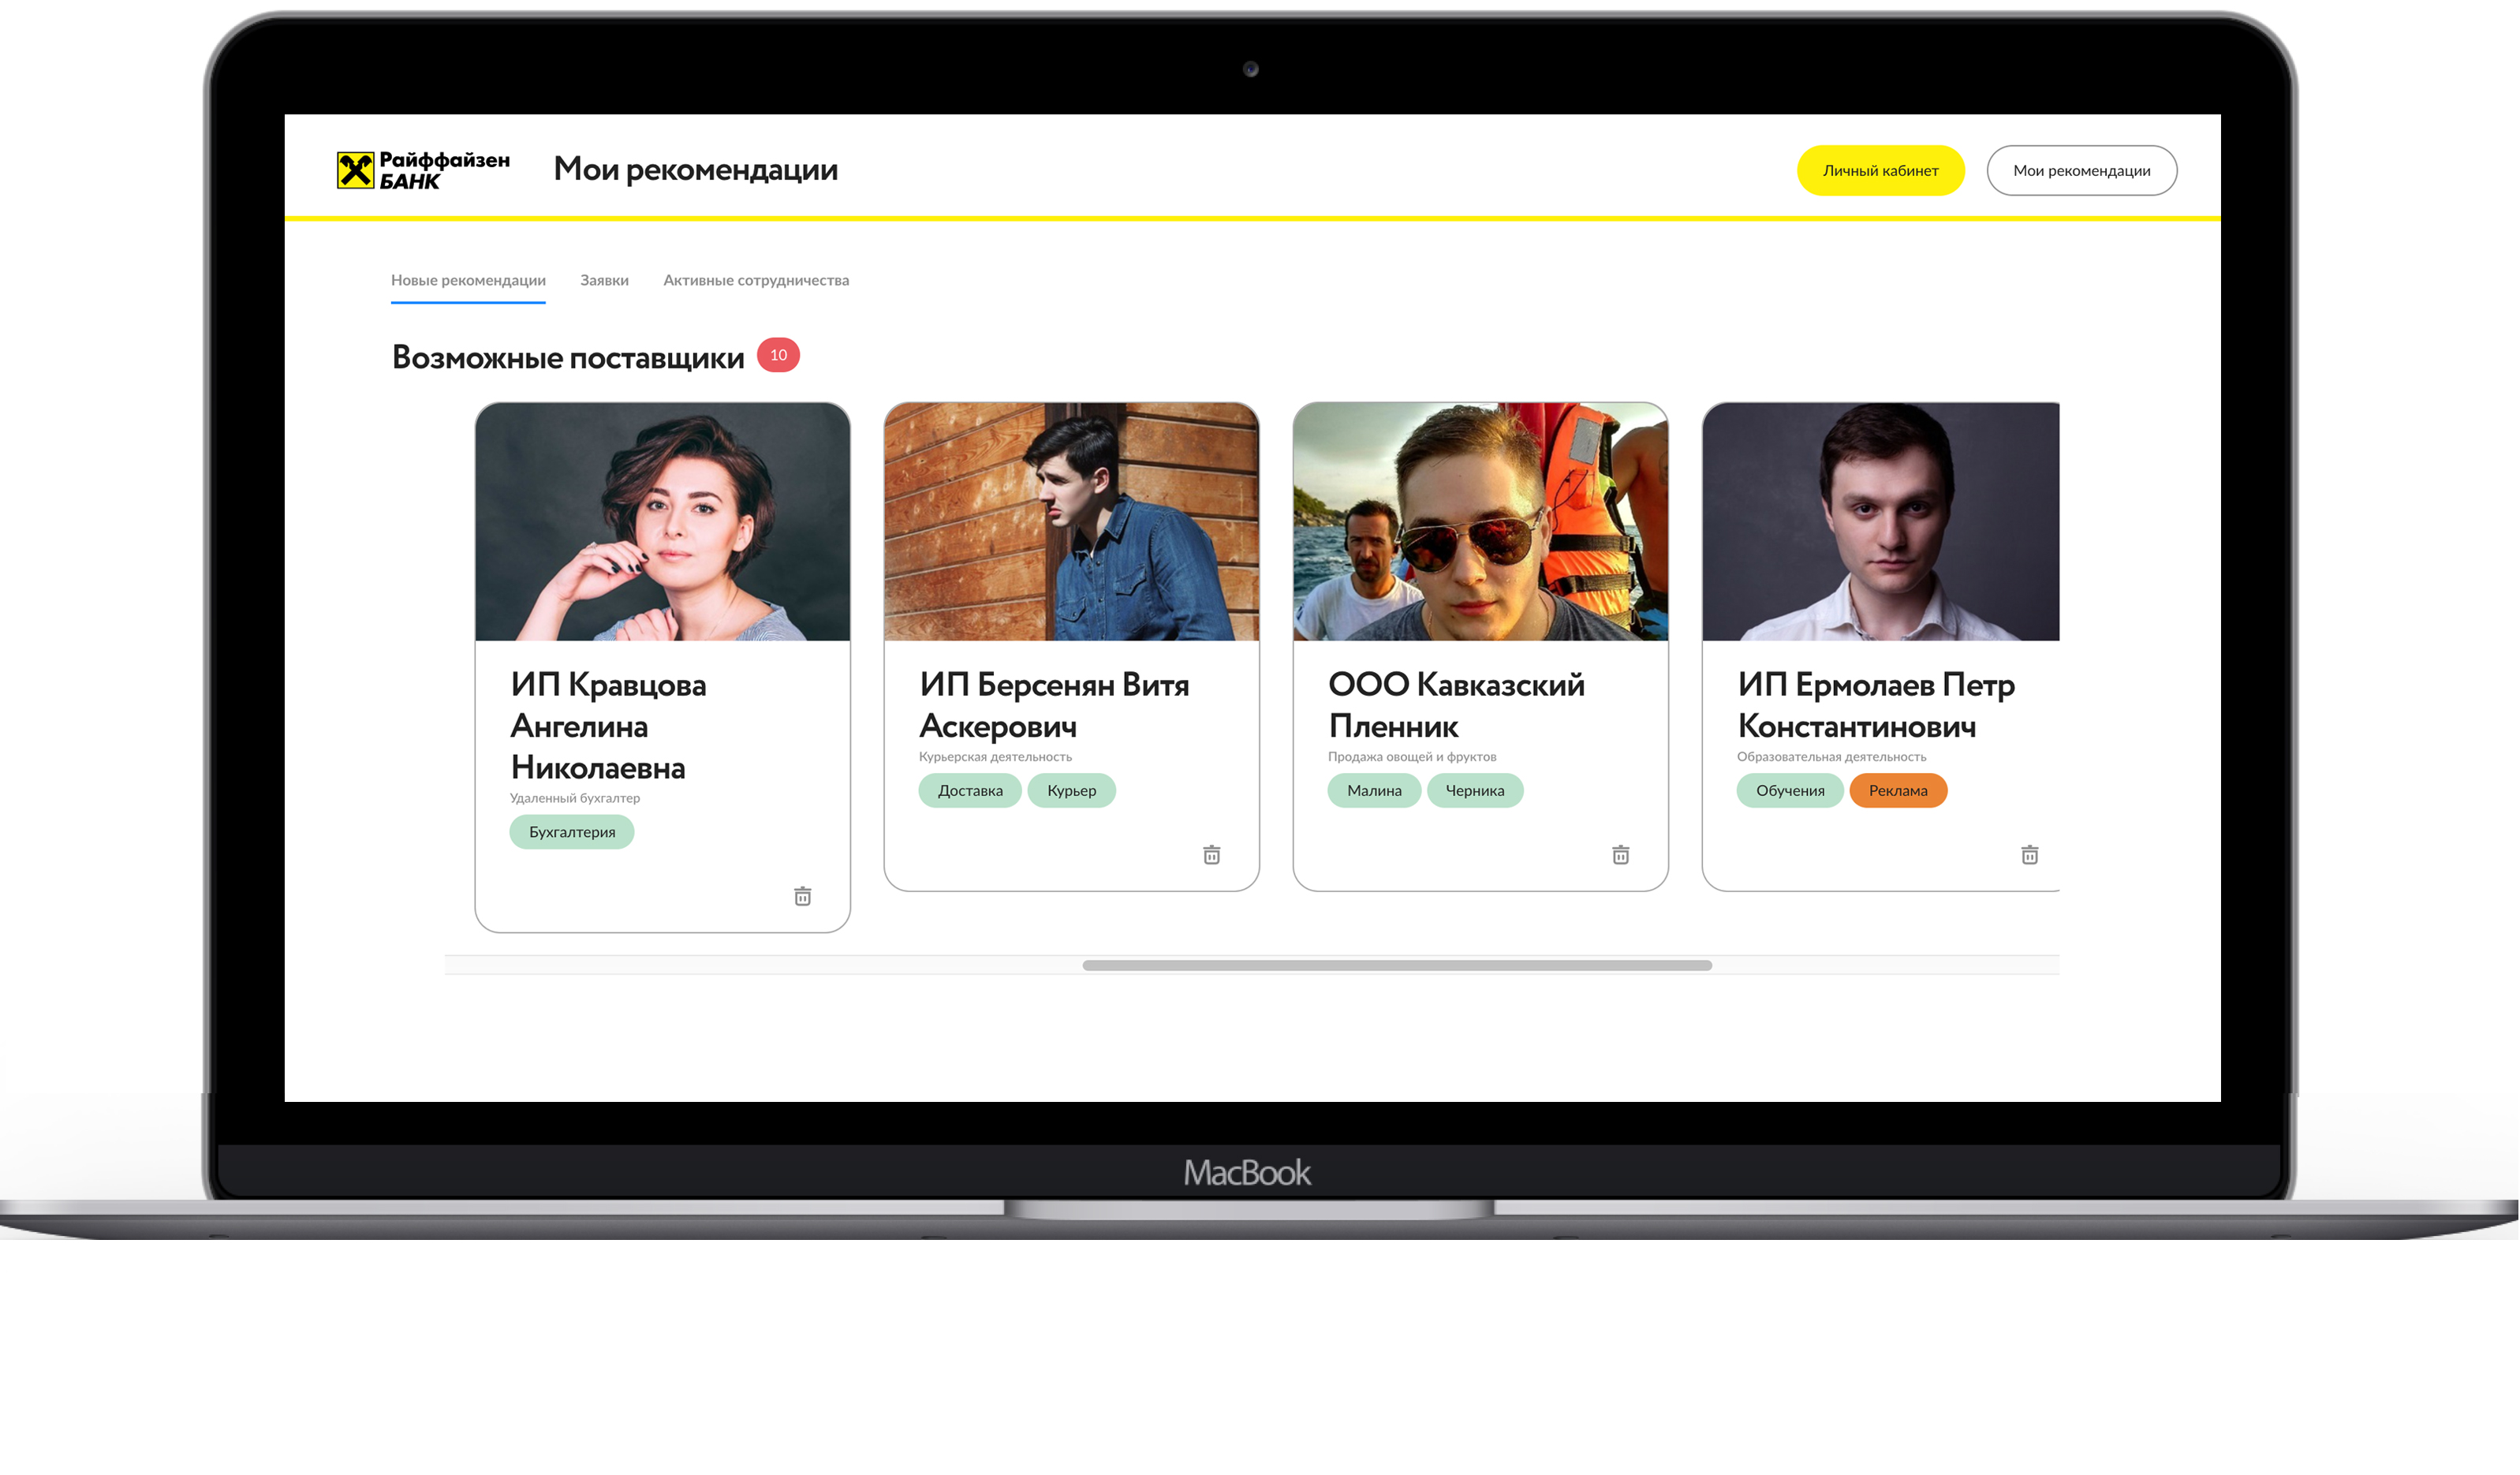 Райффайзен
БАНК
Мои рекомендации
Личный кабинет
Мои рекомендации
Новые рекомендации
Заявки
Активные сотрудничества
Возможные поставщики
10
ИП Кравцова
Ангелина
Николаевна
Удаленный бухгалтер
Бухгалтерия
ИП Берсенян Витя
Аскерович
Курьерская деятельность
Доставка
Курьер
ООО Кавказский
Пленник
Продажа овощей и фруктов
Малина
Черника
ИП Ермолаев Петр
Константинович
Образовательная деятельность
Обучения
Реклама
MacBook